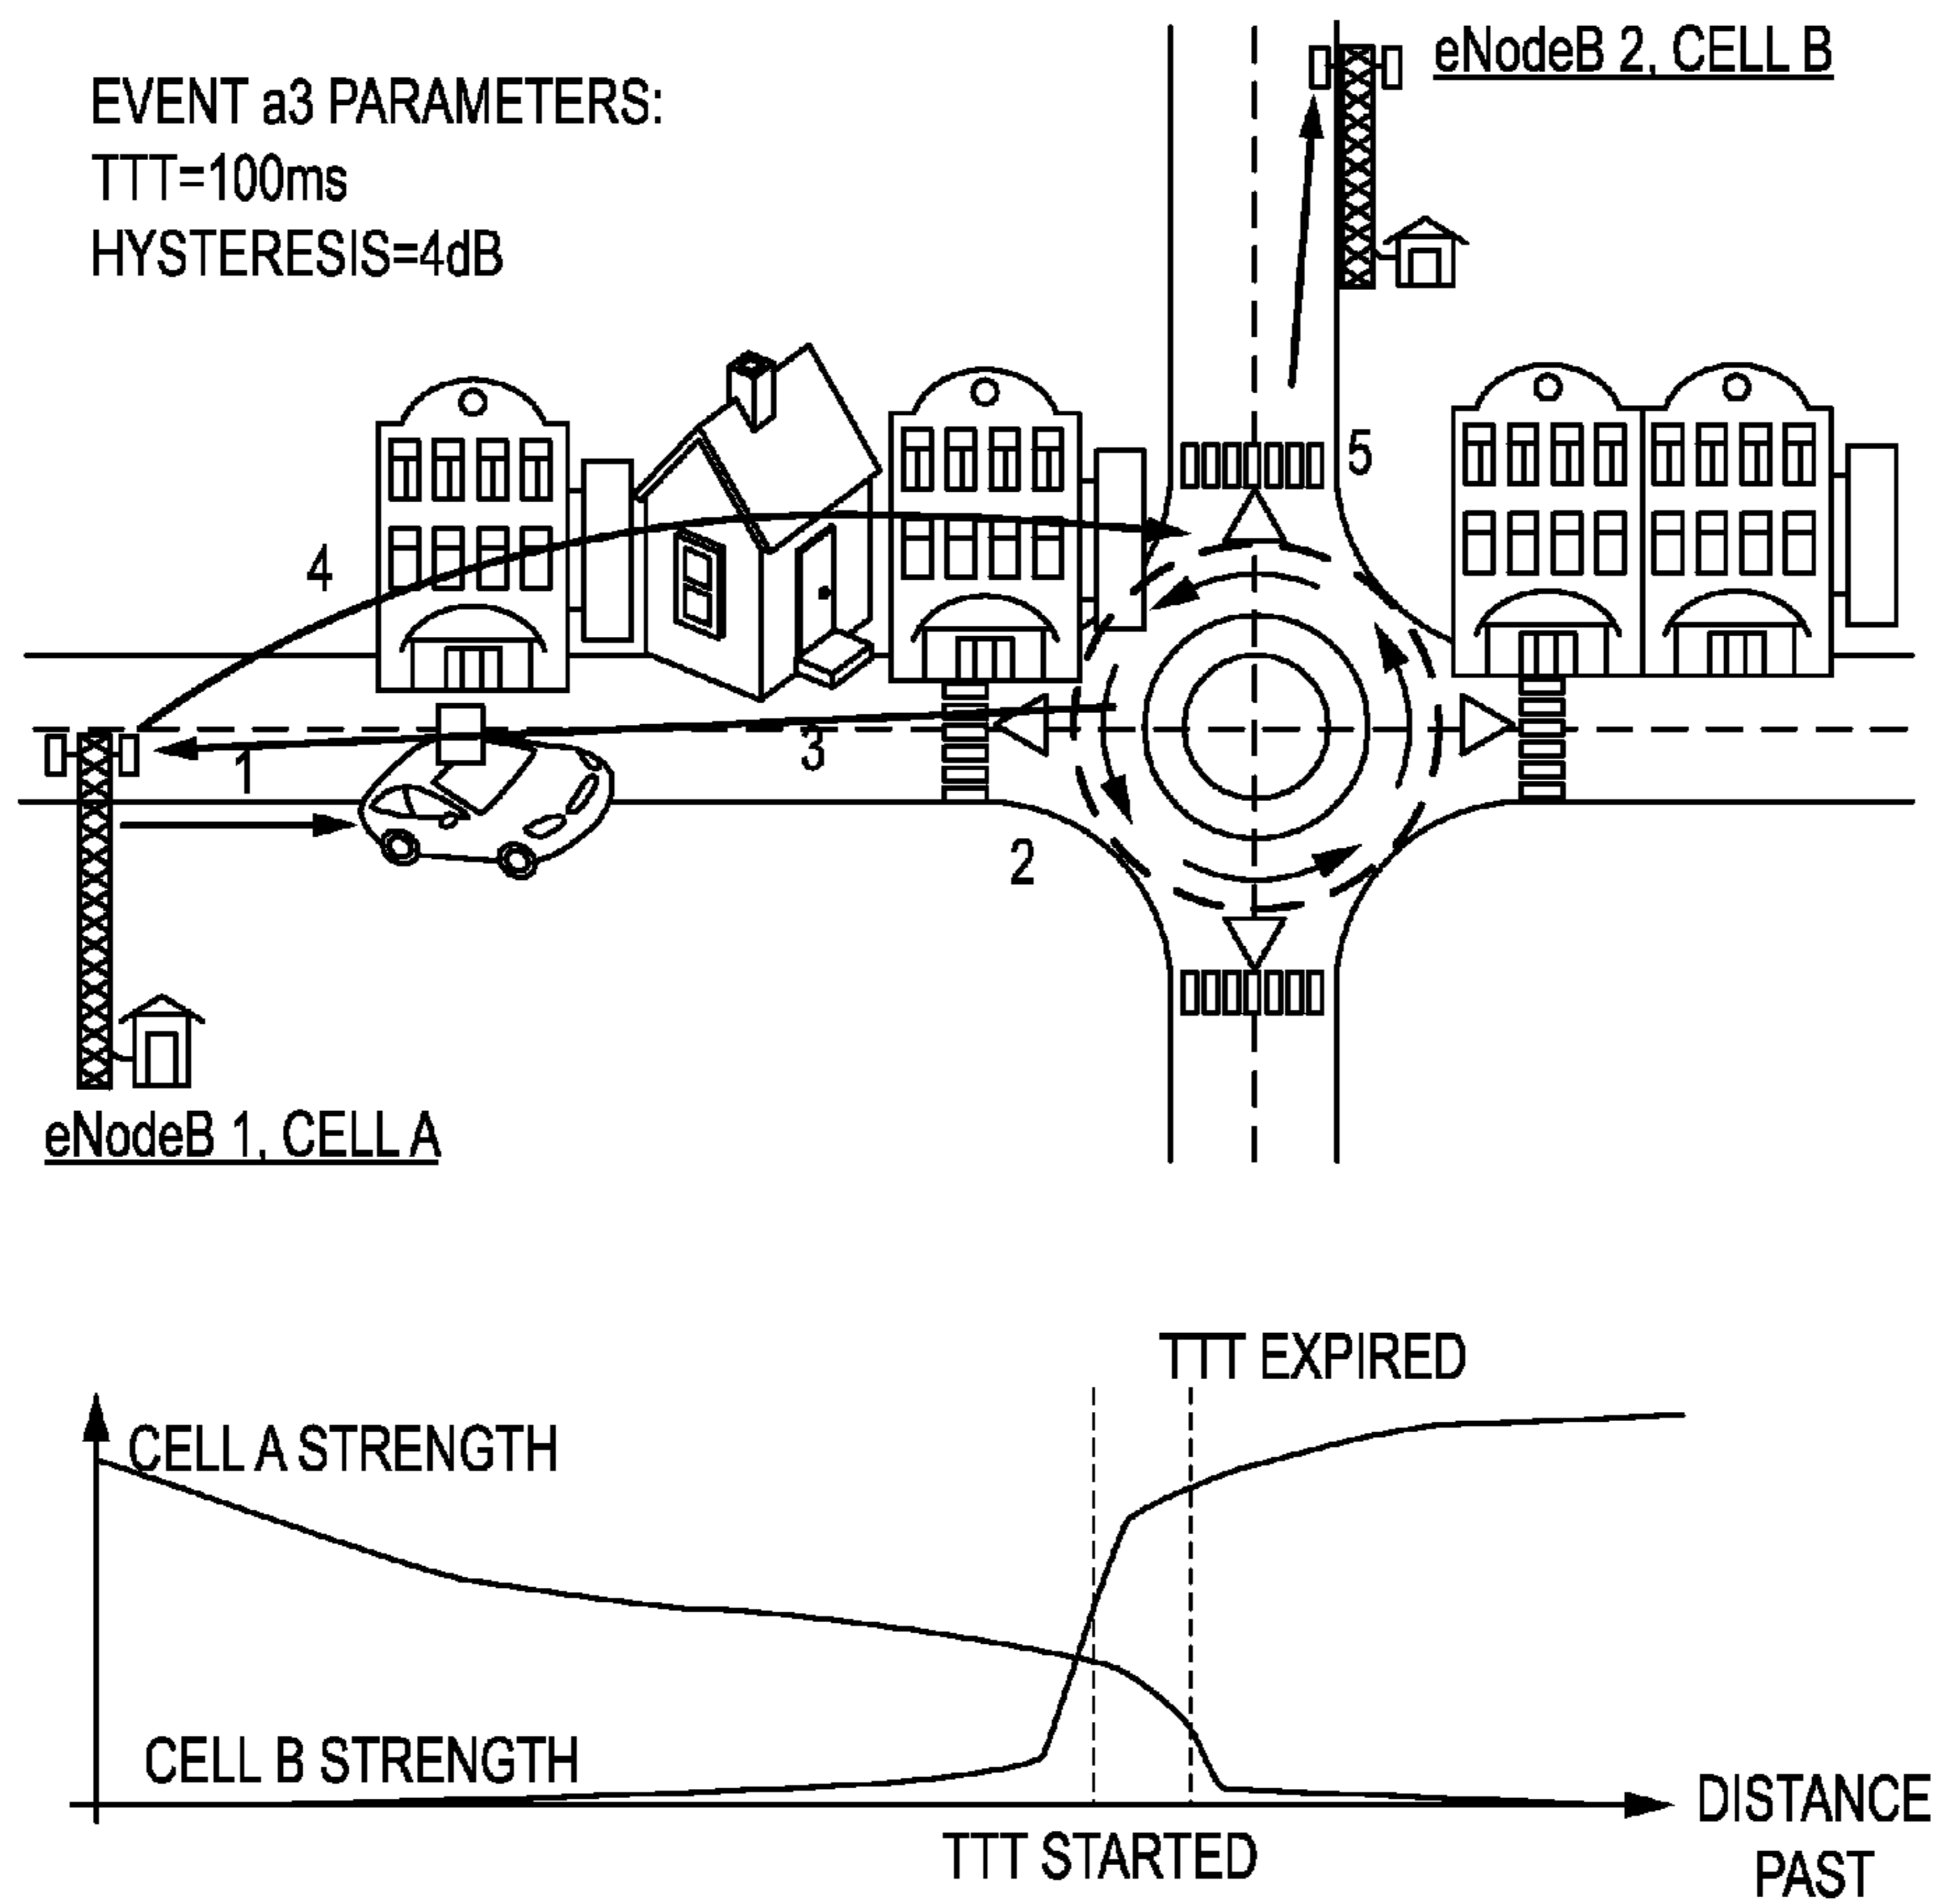 eNodeB 2, CELL B
EVENT a3 PARAMETERS:
TTT=100ms
HYSTERESIS=4dB
5
4
3
1
2
eNodeB 1, CELL A
TTT EXPIRED
CELL A STRENGTH
CELL B STRENGTH
DISTANCE
PAST
TTT STARTED